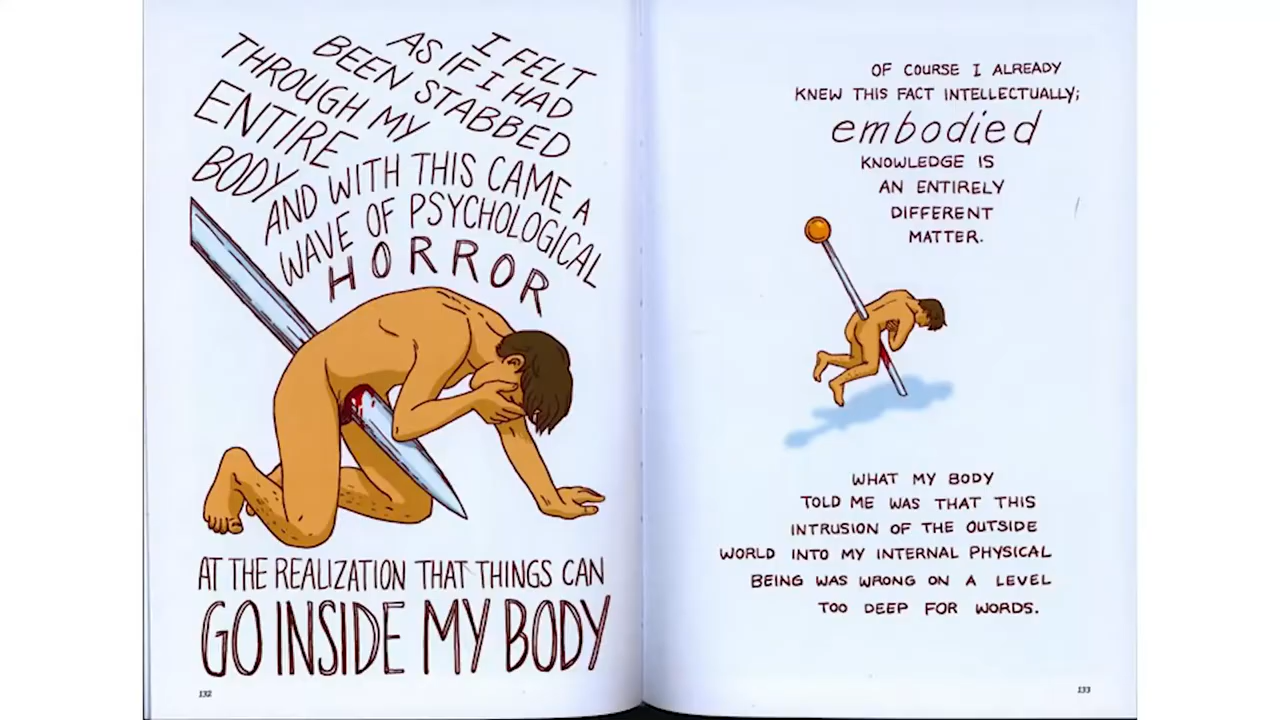 I FELT
AS IF I HAD
BEEN STABBED
THROUGH MY
ENTIRE
BODY
AND WITH THIS CAME A
WAVE OF PSYCHOLOGICAL
HORROR
AT THE REALIZATION THAT THINGS CAN
GO INSIDE MY BODY
132
OF COURSE I ALREADY
KNEW THIS FACT INTELLECTUALLY;
embodied
KNOWLEDGE IS
AN ENTIRELY
DIFFERENT
MATTER.
WHAT MY BODY
TOLD ME WAS THAT THIS
INTRUSION OF THE OUTSIDE
WORLD INTO MY INTERNAL PHYSICAL
BEING WAS WRONG ON A LEVEL
TOO DEEP FOR WORDS.
133